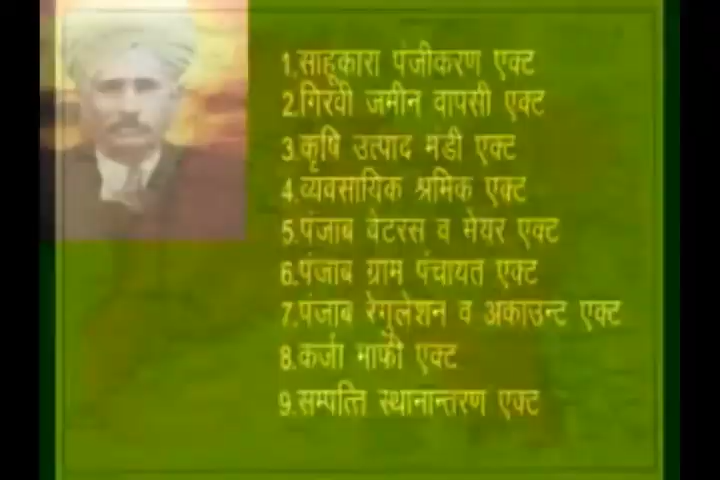 1.साहूकारा पंजीकरण एक्ट
2.गिरवी जमीन वापसी एक्ट
3.कृषि उत्पाद मंडी एक्ट
4.व्यवसायिक श्रमिक एक्ट
5.पंजाब वेटरस व मेयर एक्ट
6.पंजाब ग्राम पंचायत एक्ट
7.पंजाब रेगुलेशन व अकाउन्ट एक्ट
8.कर्जा माफी एक्ट
9.सम्पत्ति स्थानान्तरण एक्ट